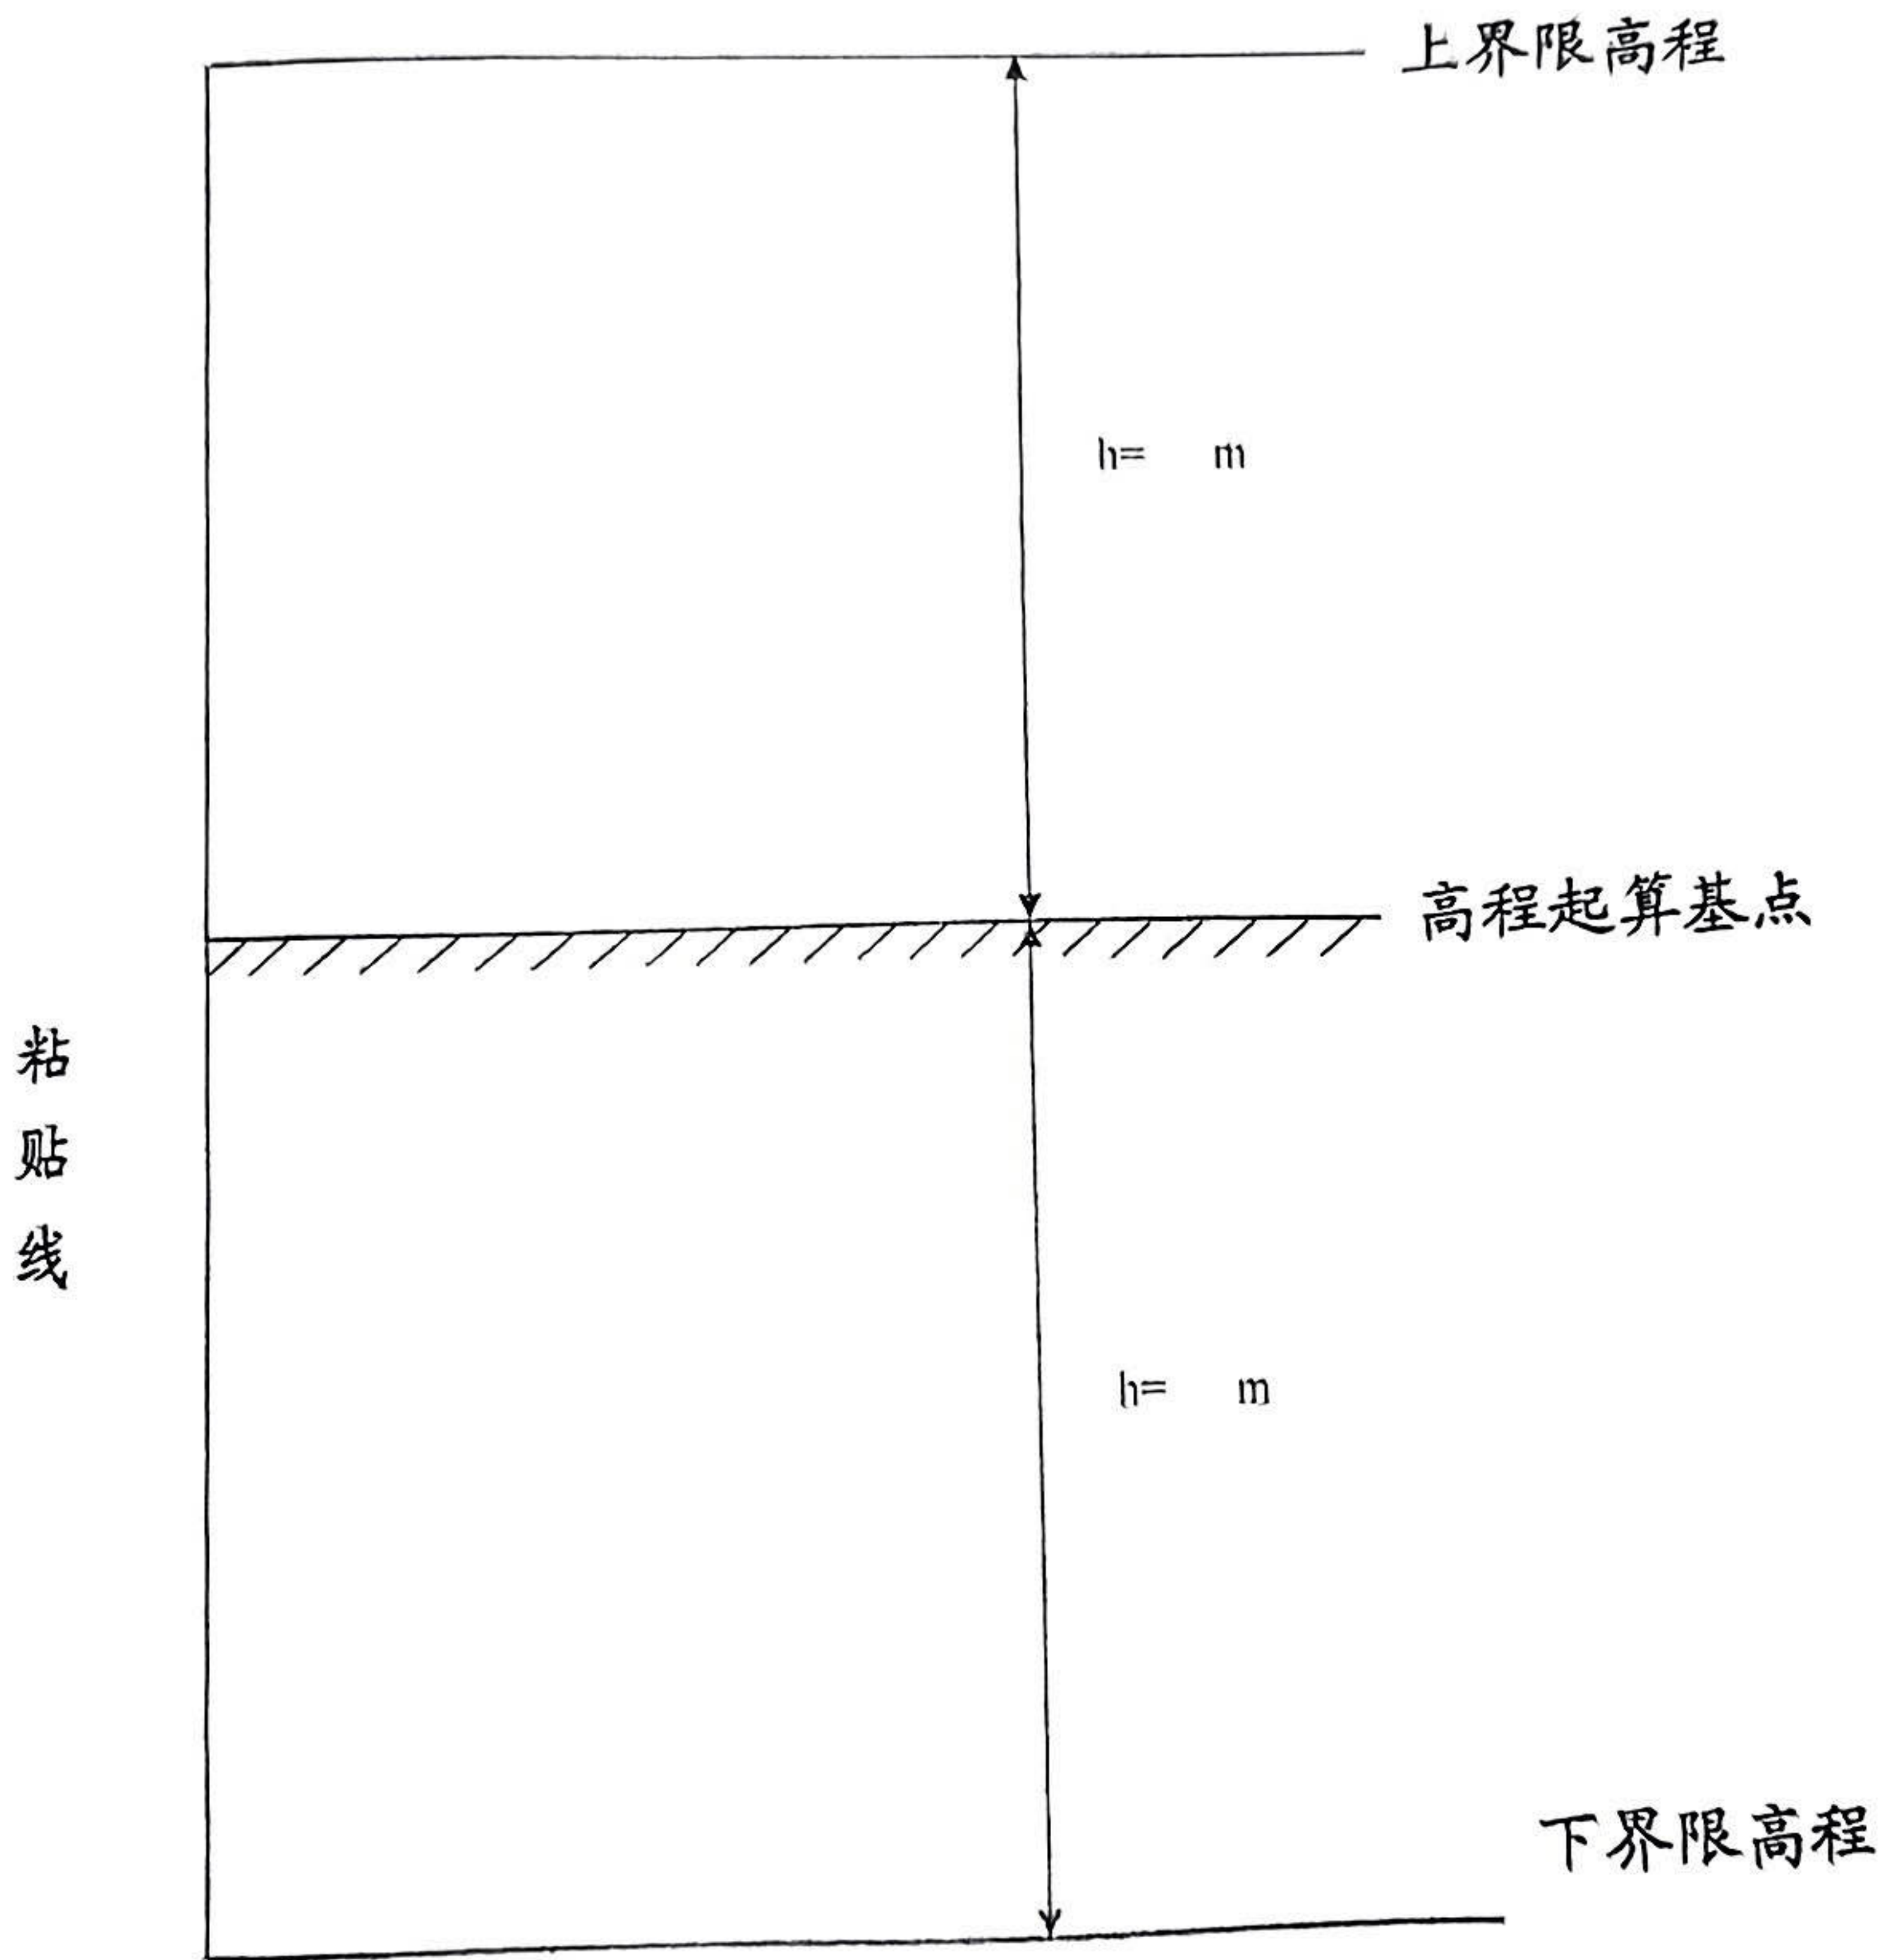 上界限高程
h= m
高程起算基点
粘
贴
线
h= m
下界限高程